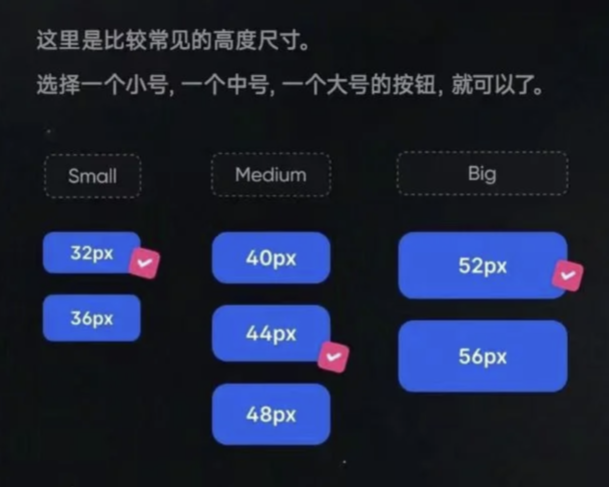 这里是比较常见的高度尺寸。
选择一个小号, 一个中号, 一个大号的按钮, 就可以了。
Small
Medium
Big
32px
40px
52px
36px
44px
56px
48px